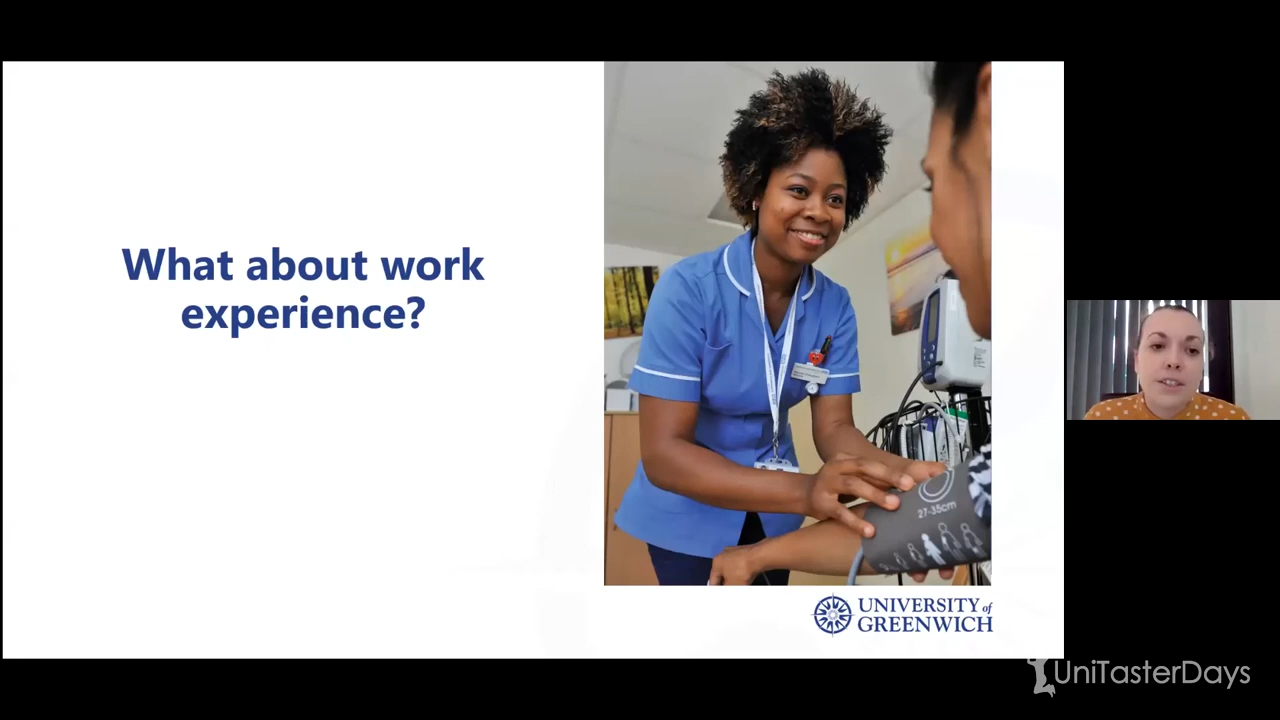 What about work
experience?
27-35cm
UNIVERSITY of
GREENWICH
UniTasterDays